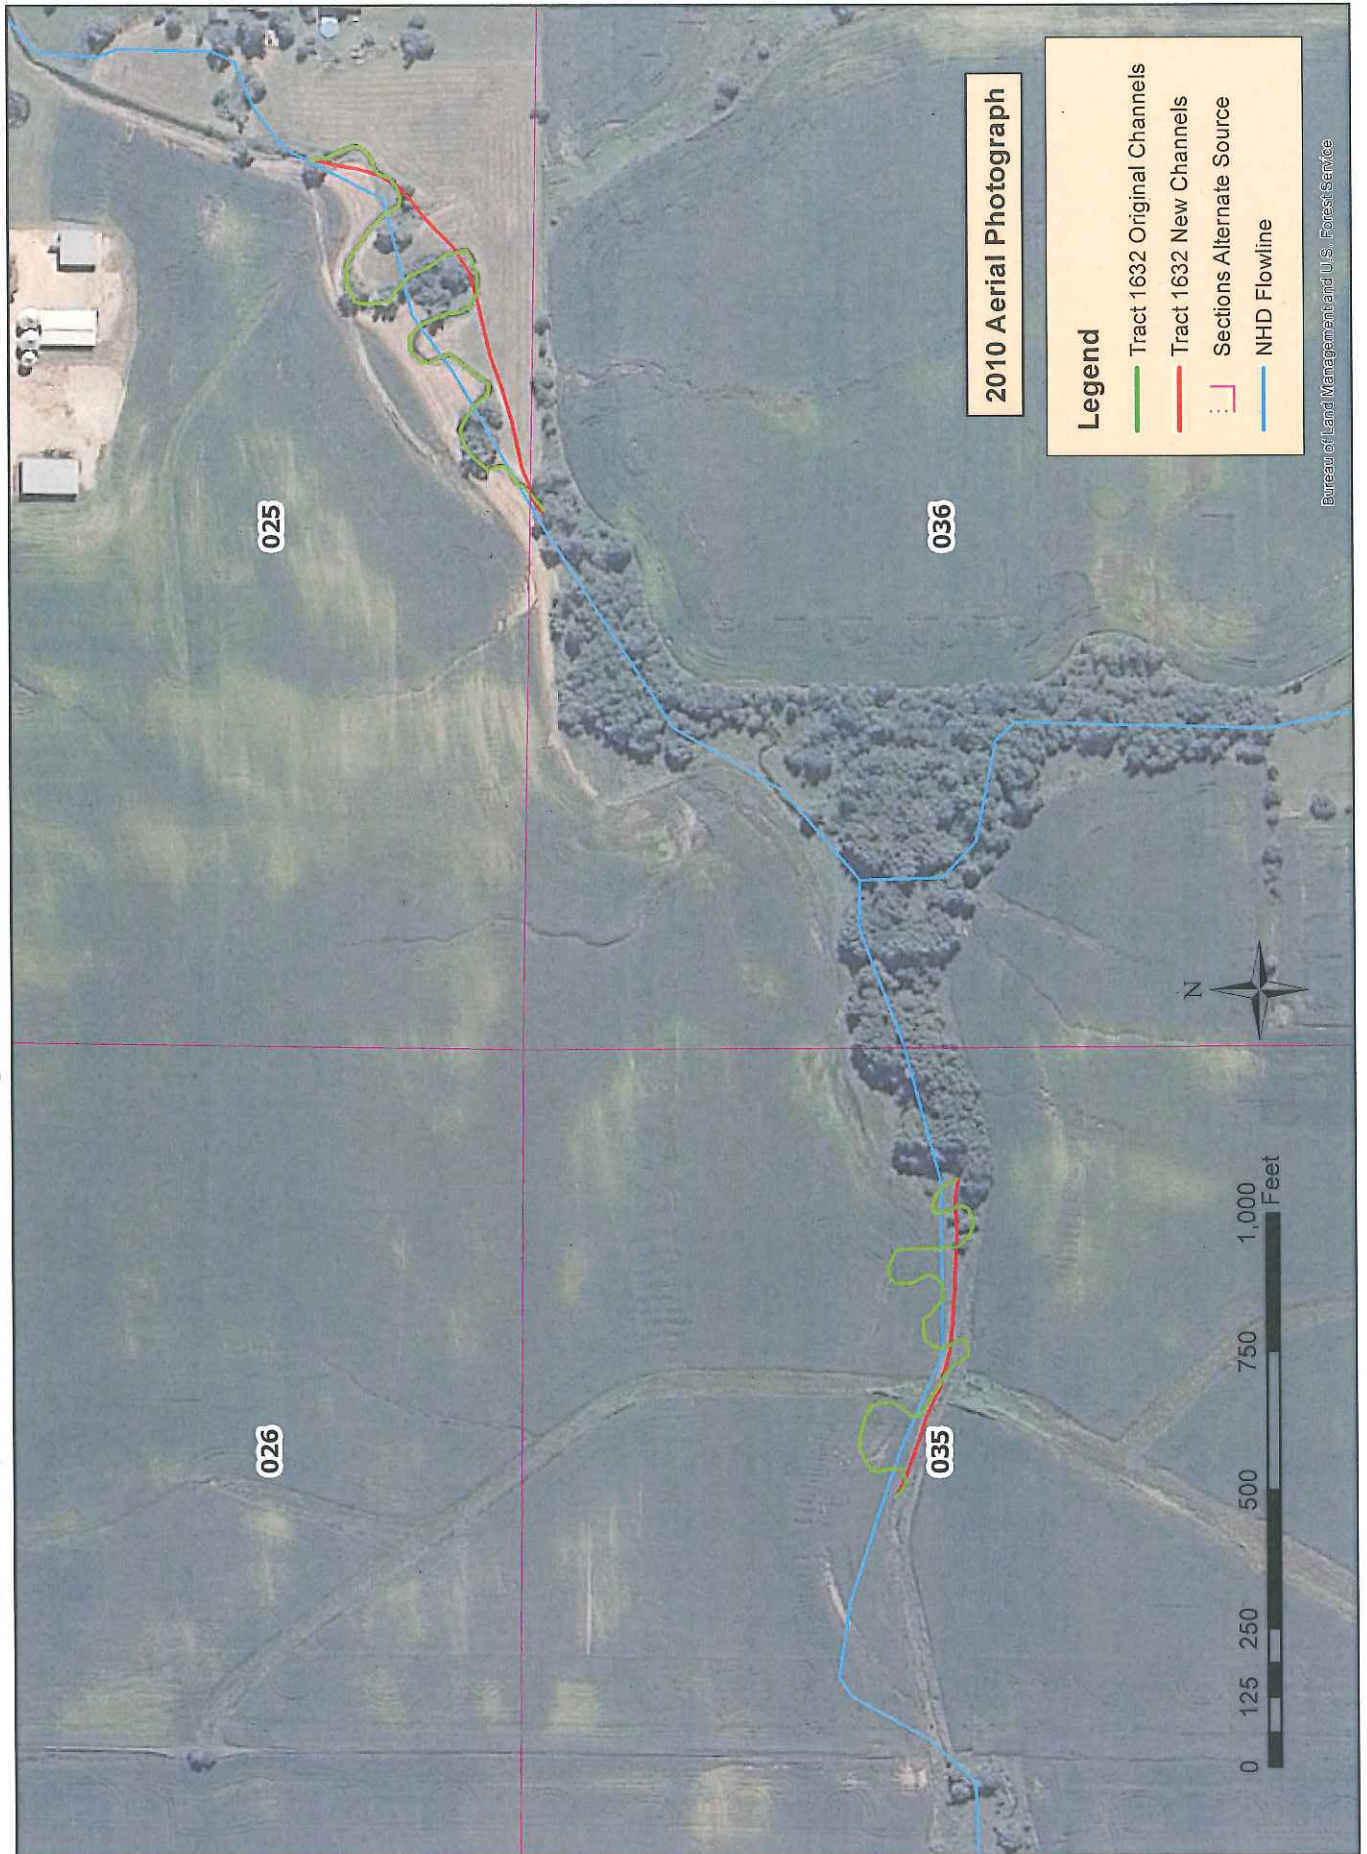 026
025
035
036
N
0 125 250 500 750 1,000
Feet
2010 Aerial Photograph
Legend
Tract 1632 Original Channels
Tract 1632 New Channels
Sections Alternate Source
NHD Flowline
Bureau of Land Management and U.S. Forest Service